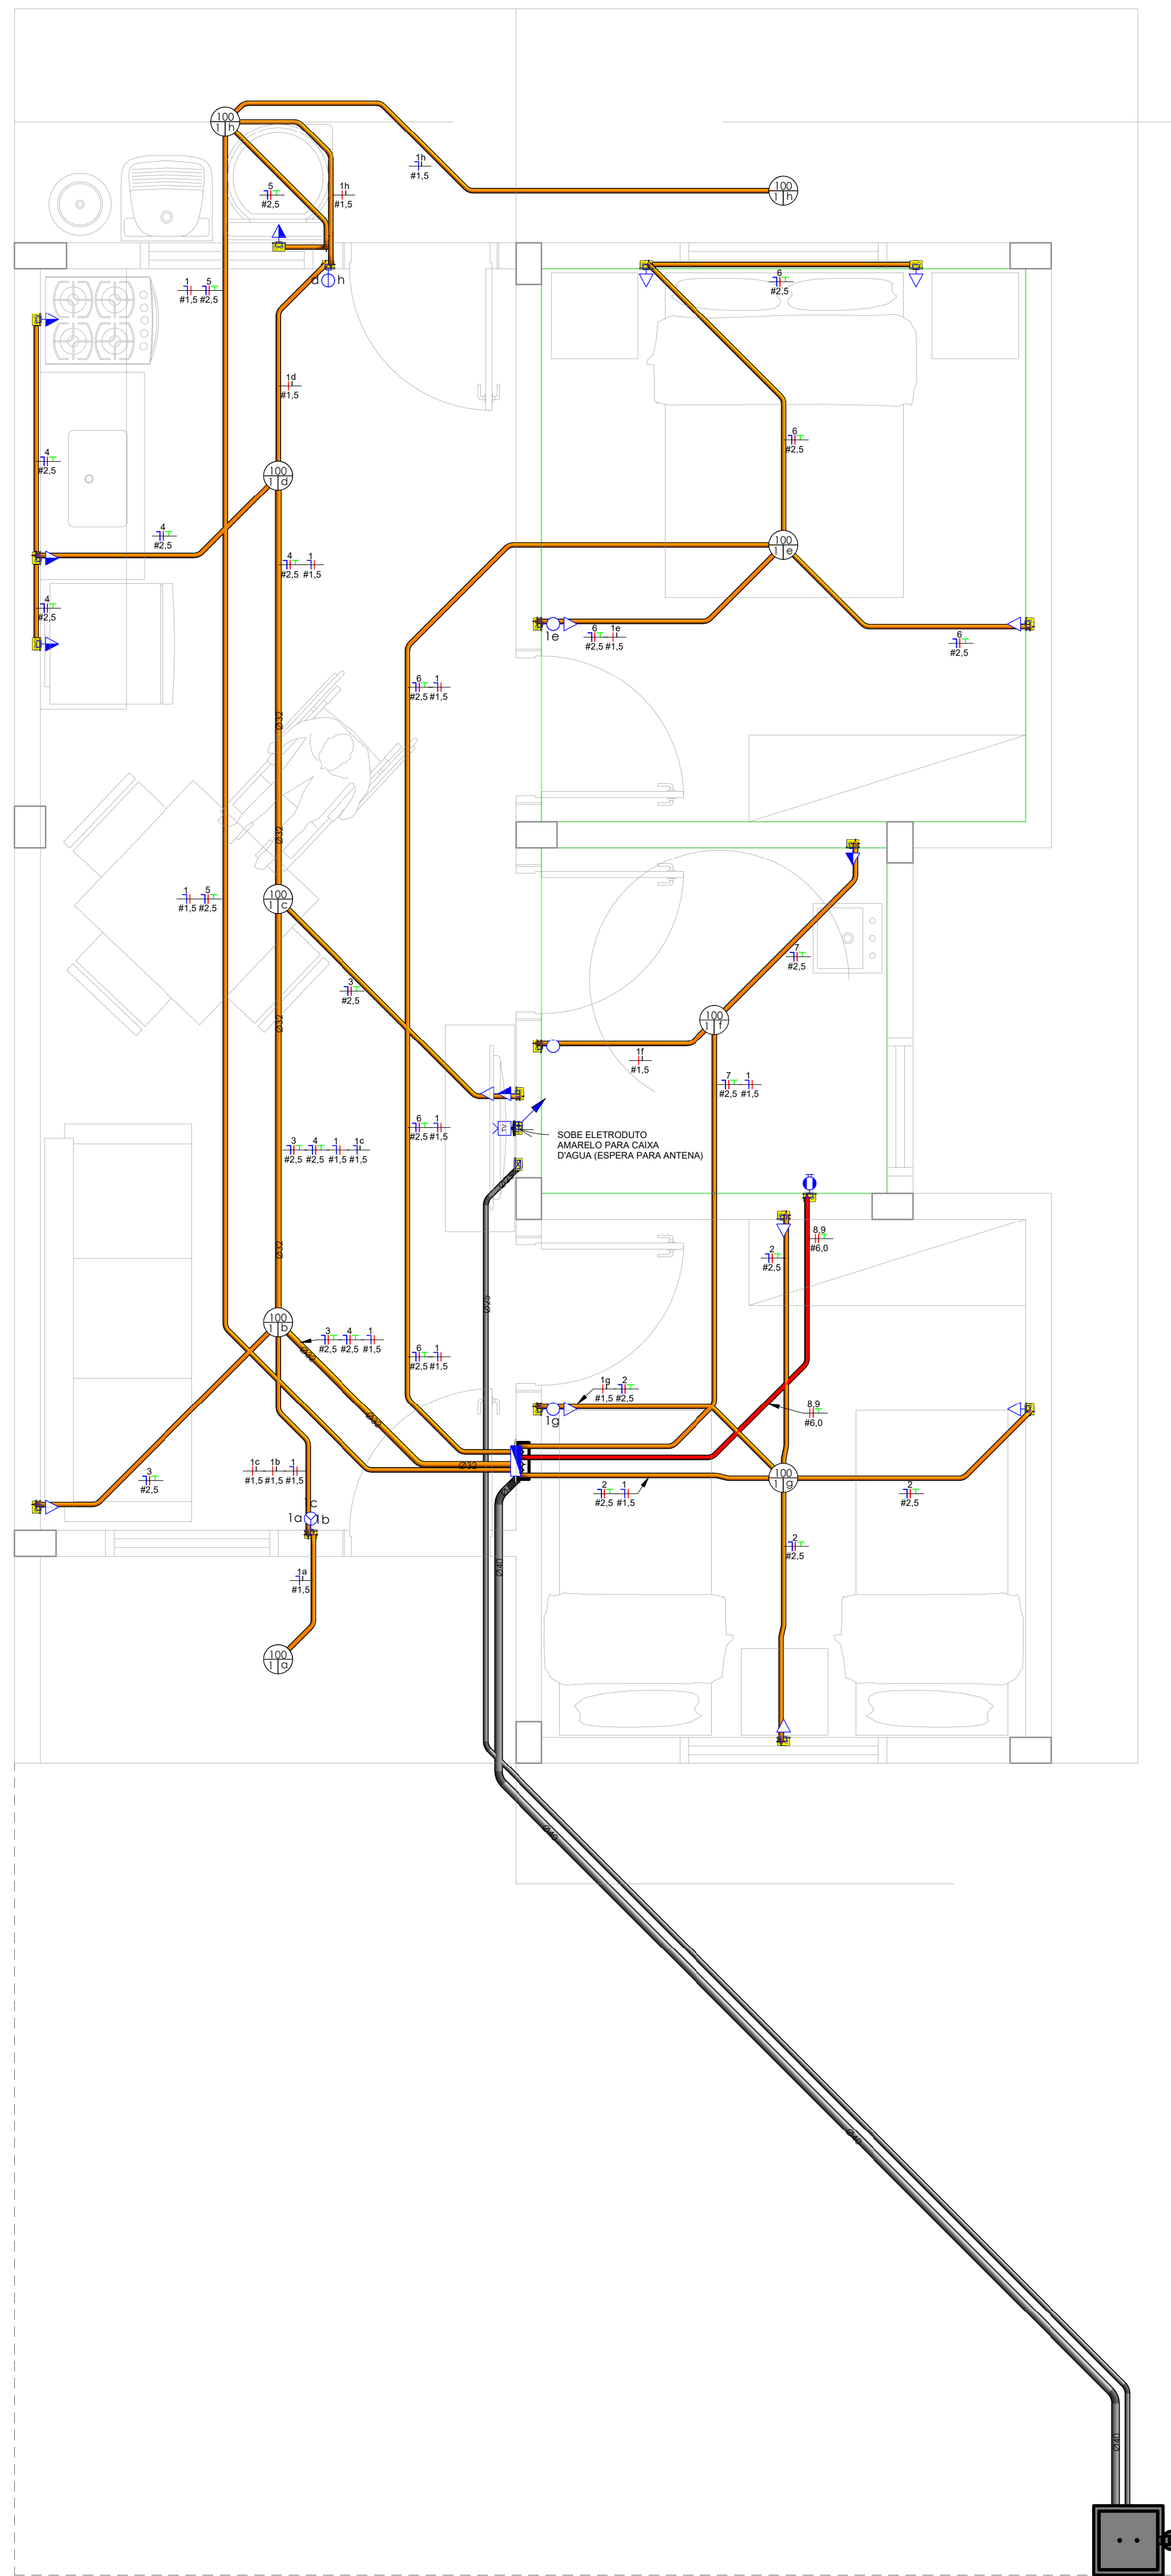 100
1 h
1h
#1,5
5
#2,5
1h
#1,5
100
1 h
d h
1 5
#1,5 #2,5
6
#2,5
1d
#1,5
4
#2,5
6
#2,5
100
1 d
4
#2,5
100
1 e
4 1
#2,5 #1,5
4
#2,5
1e
6 1e
#2,5 #1,5
6
#2,5
6 1
#2,5 #1,5
Ø32
Ø32
1 5
#1,5 #2,5
100
1 c
7
#2,5
3
#2,5
100
1 f
Ø32
1f
#1,5
7 1
#2,5 #1,5
6 1
#2,5 #1,5
TV
SOBE ELETRODUTO
AMARELO PARA CAIXA
D'AGUA (ESPERA PARA ANTENA)
3 4 1 1c
#2,5 #2,5 #1,5 #1,5
Ø25
8,9
#6,0
2
#2,5
Ø32
Ø25
100
1 b
3 4 1
#2,5 #2,5 #1,5
6 1
#2,5 #1,5
1g 2
#1,5 #2,5
8,9
#6,0
1g
Ø32
3
#2,5
1c 1b 1
#1,5 #1,5 #1,5
100
1 g
2 1
#2,5 #1,5
2
#2,5
1c
1a 1b
2
#2,5
1a
#1,5
Ø40
100
1 a
Ø40
Ø40
Ø40